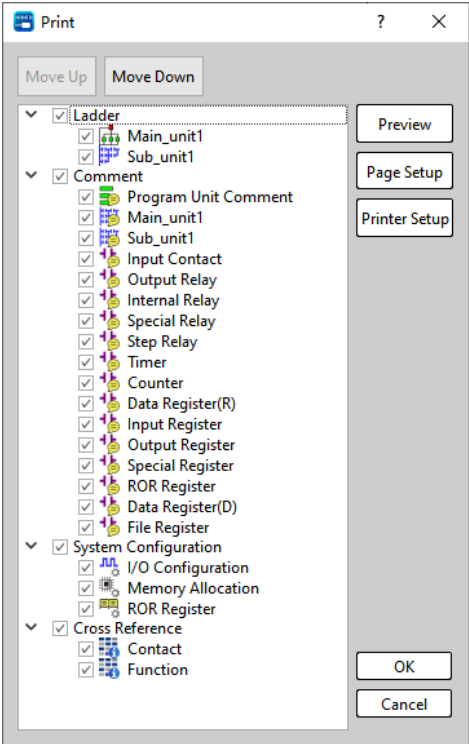 Print
?
Move Up
Move Down
Ladder
Main_unit1
Sub_unit1
Comment
Program Unit Comment
Main_unit1
Sub_unit1
Input Contact
Output Relay
Internal Relay
Special Relay
Step Relay
Timer
Counter
Data Register(R)
Input Register
Output Register
Special Register
ROR Register
Data Register(D)
File Register
System Configuration
I/O Configuration
Memory Allocation
ROR Register
Cross Reference
Contact
Function
Preview
Page Setup
Printer Setup
OK
Cancel